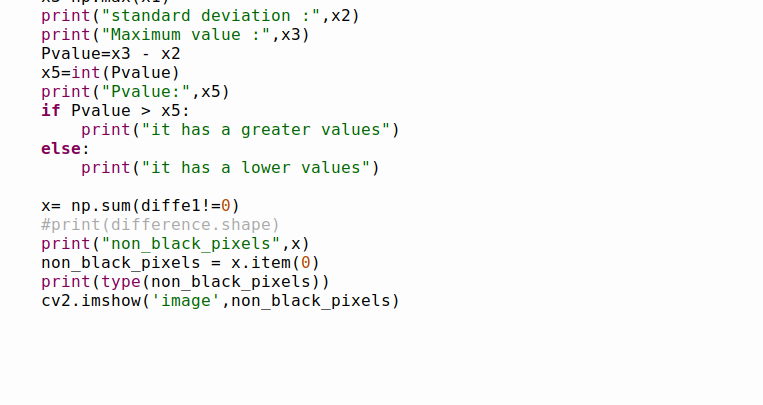 x3=np.max(x1)
print("standard deviation :",x2)
print("Maximum value :",x3)
Pvalue=x3 - x2
x5=int(Pvalue)
print("Pvalue:",x5)
if Pvalue > x5:
    print("it has a greater values")
else:
    print("it has a lower values")
x= np.sum(diffe1!=0)
#print(difference.shape)
print("non_black_pixels",x)
non_black_pixels = x.item(0)
print(type(non_black_pixels))
cv2.imshow('image',non_black_pixels)